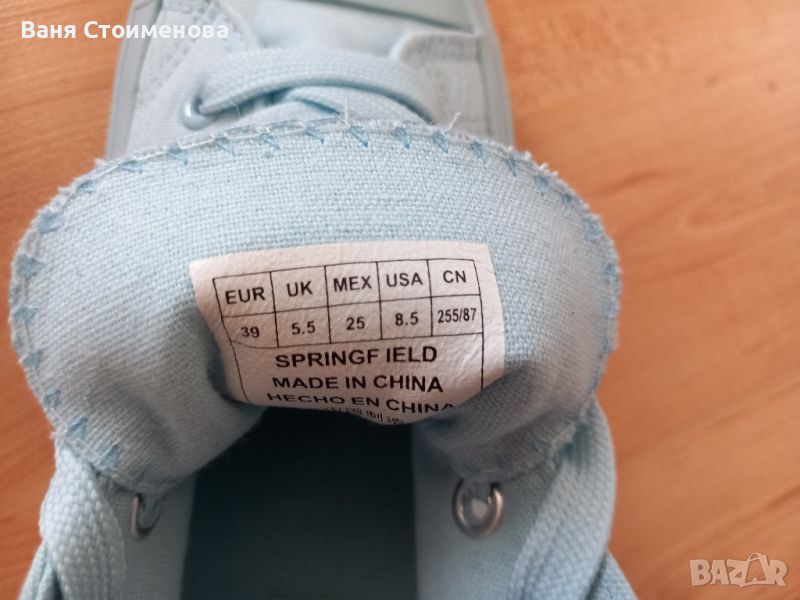 Ваня Стоименова
EUR UK MEX USA CN
39 5.5 25 8.5 255/87
SPRINGFIELD
MADE IN CHINA
HECHO EN CHINA
BAZAR